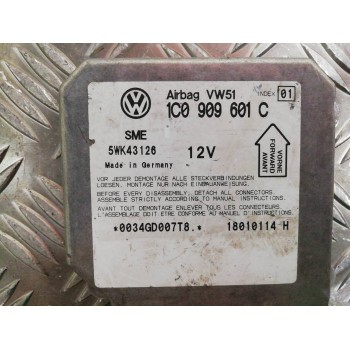 Airbag VW51 INDEX 01
1C0 909 601 C
SME
5WK43126 12V
Made in Germany
VORNE
FORWARD
AVANT
VOR JEDER DEMONTAGE ALLE STECKVERBINDUNGEN
LOESEN. MONTAGE NUR NACH EINBAUANWEISUNG.
BEFORE DISASSEMBLY, DETACH ALL CONNECTORS.
ASSEMBLE STRICTLY ACCORDING TO MANUAL INSTRUCTIONS.
AVANT TOUT DEMONTAGE ENLEVER TOUS LES CONNECTEURS.
L'ASSEMBLAGE DOIT ETRE CONFORME AU MANUEL D'INSTRUCTIONS.
*0034GD007T8.* 18010114 H